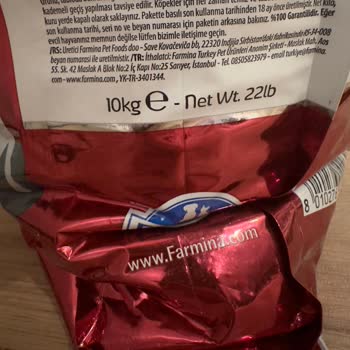 kademeli geçiş yapılması tavsiye edilir. Köpekler için her zaman
kuru yerde kapalı olarak saklayınız. Pakette basılı son kullanma tarihinden 18 ay önce üretilmiştir.
son kullanma tarihi, seri no ve beyan numarası için paketin arkasına bakınız. %100 Garantilidir. Eğer
evcil hayvanınız memnun değilse lütfen bizimle iletişime geçin.
/RS: Uretici Farmina Pet Foods doo - Save Kovačevića bb, 22320 Inđija Sırbistan'
beyan numarası ile üretilmiştir. /TR: İthalatçı: Farmina Turkey Pet Ürünleri Anonim Şirketi - Maslak Mah. Aos
55. Sk. 42 Maslak A Blok No:2 İç Kapı No:25 Sarıyer, İstanbul - Tel. 08505823979 - email: turkey@
com - www.farmina.com , YK-TR-3401344.
10kg e - Net Wt. 22lb
www.Farmina.com
8 01027